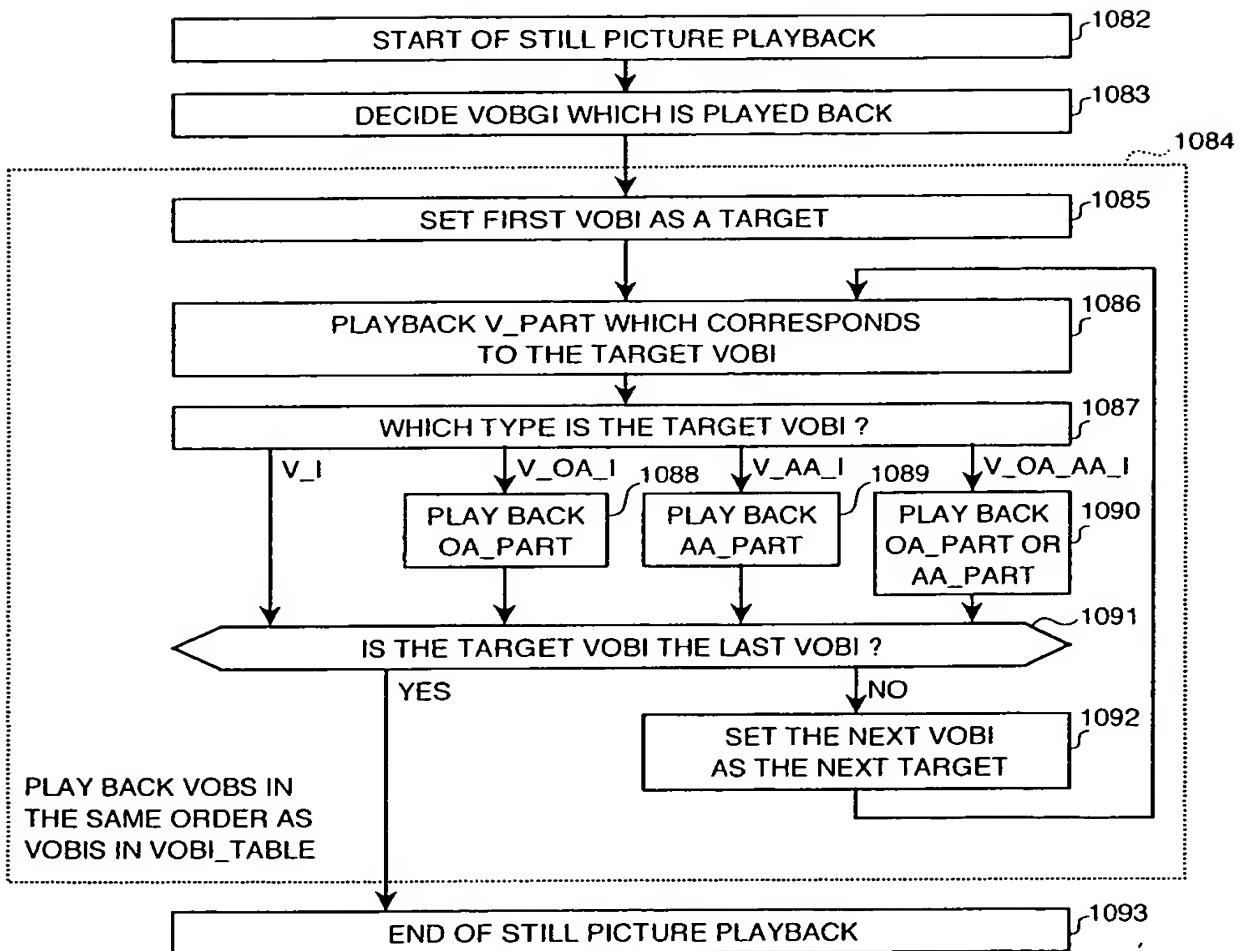 START OF STILL PICTURE PLAYBACK
1082
DECIDE VOBGI WHICH IS PLAYED BACK
1083
1084
SET FIRST VOBI AS A TARGET
1085
PLAYBACK V_PART WHICH CORRESPONDS
TO THE TARGET VOBI
1086
WHICH TYPE IS THE TARGET VOBI ?
1087
V_I
V_OA_I
V_AA_I
V_OA_AA_I
PLAY BACK
OA_PART
1088
PLAY BACK
AA_PART
1089
PLAY BACK
OA_PART OR
AA_PART
1090
IS THE TARGET VOBI THE LAST VOBI ?
1091
YES
NO
SET THE NEXT VOBI
AS THE NEXT TARGET
1092
PLAY BACK VOBS IN
THE SAME ORDER AS
VOBIS IN VOBI_TABLE
END OF STILL PICTURE PLAYBACK
1093